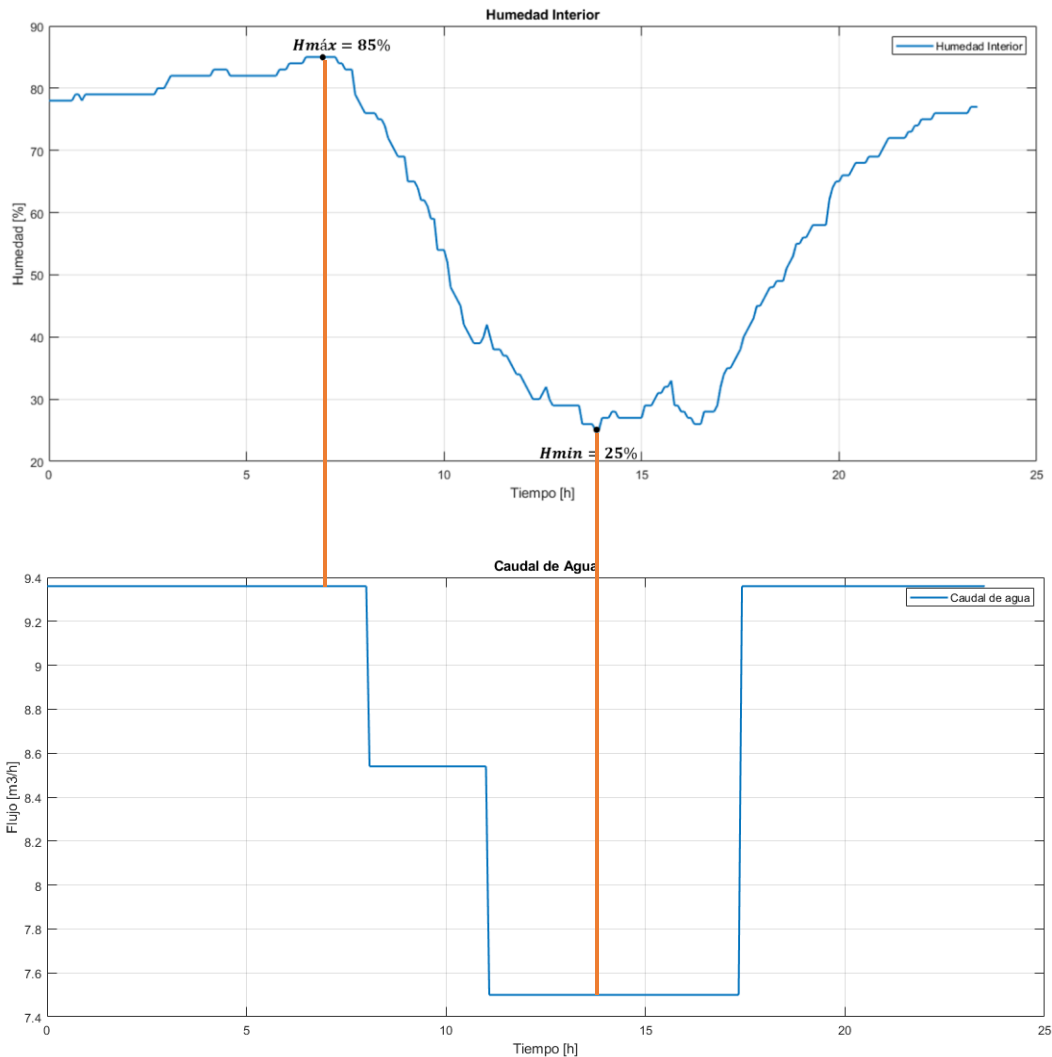 Humedad Interior
Hmáx = 85%
Humedad Interior
90
80
70
60
50
40
30
20
Humedad [%]
Hmin = 25%
0 5 10 15 20 25
Tiempo [h]
Caudal de Agua
Caudal de agua
9.4
9.2
9
8.8
8.6
8.4
8.2
8
7.8
7.6
7.4
Flujo [m3/h]
0 5 10 15 20 25
Tiempo [h]